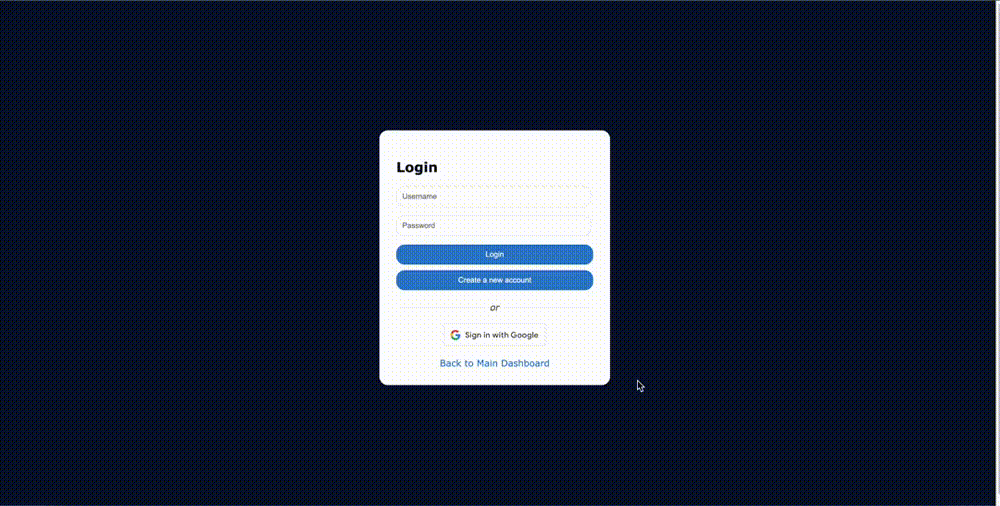 Login
Username
Password
Login
Create a new account
or
Sign in with Google
Back to Main Dashboard